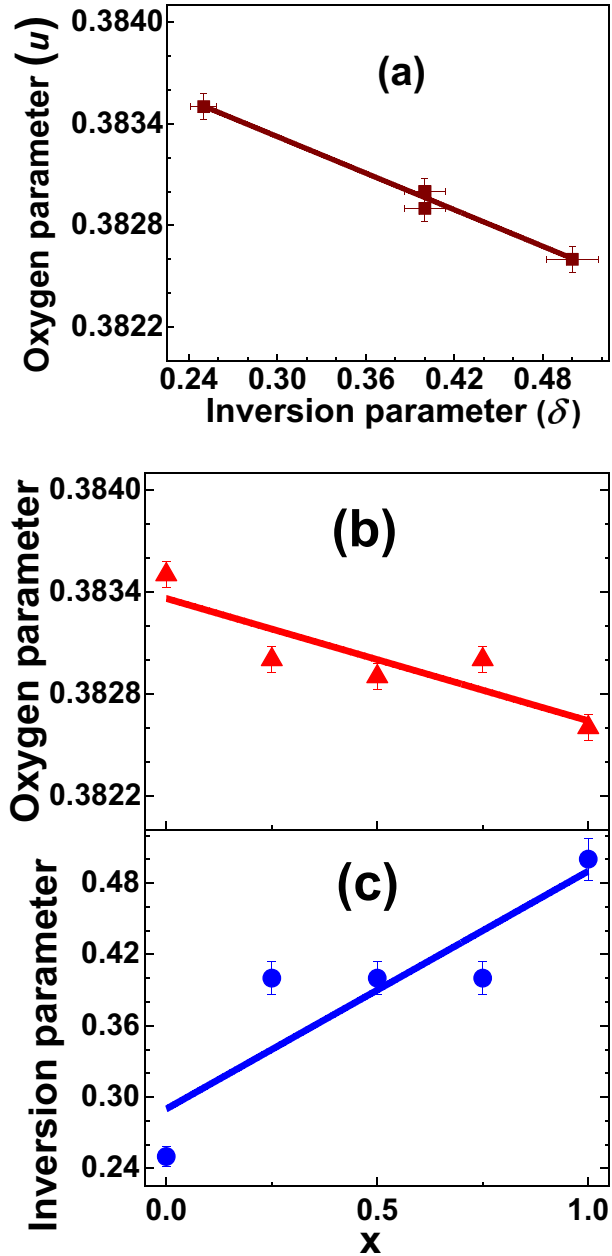 0.3840
0.3834
0.3828
0.3822
Oxygen parameter (u)
(a)
0.24 0.30 0.36 0.42 0.48
Inversion parameter (δ)
0.3840
0.3834
0.3828
0.3822
Oxygen parameter
(b)
0.48
0.42
0.36
0.30
0.24
Inversion parameter
(c)
0.0 0.5 1.0
x